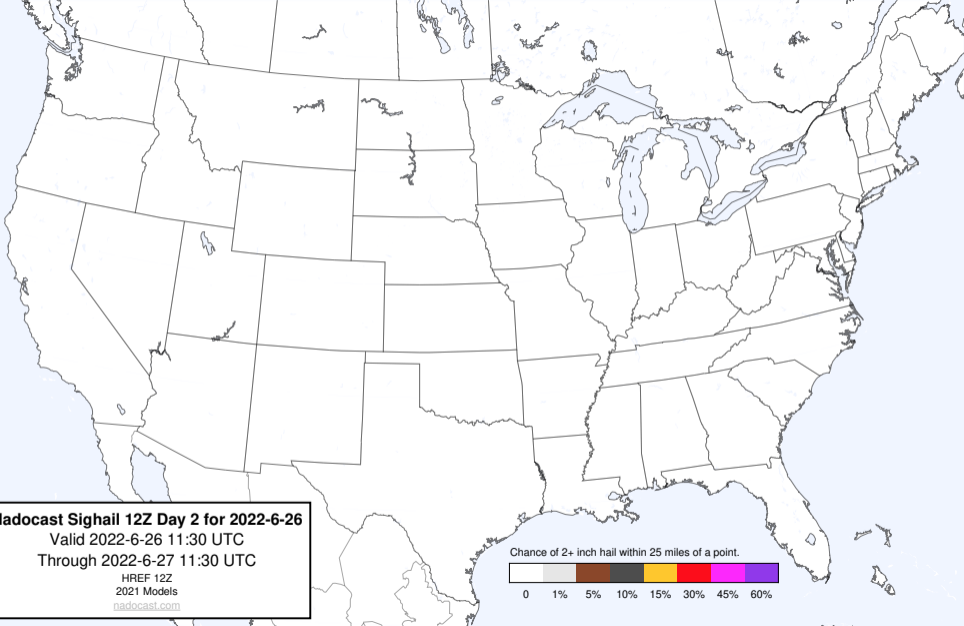 adocast Sighail 12Z Day 2 for 2022-6-26
Valid 2022-6-26 11:30 UTC
Through 2022-6-27 11:30 UTC
HREF 12Z
2021 Models
nadocast.com
Chance of 2+ inch hail within 25 miles of a point.
0 1% 5% 10% 15% 30% 45% 60%